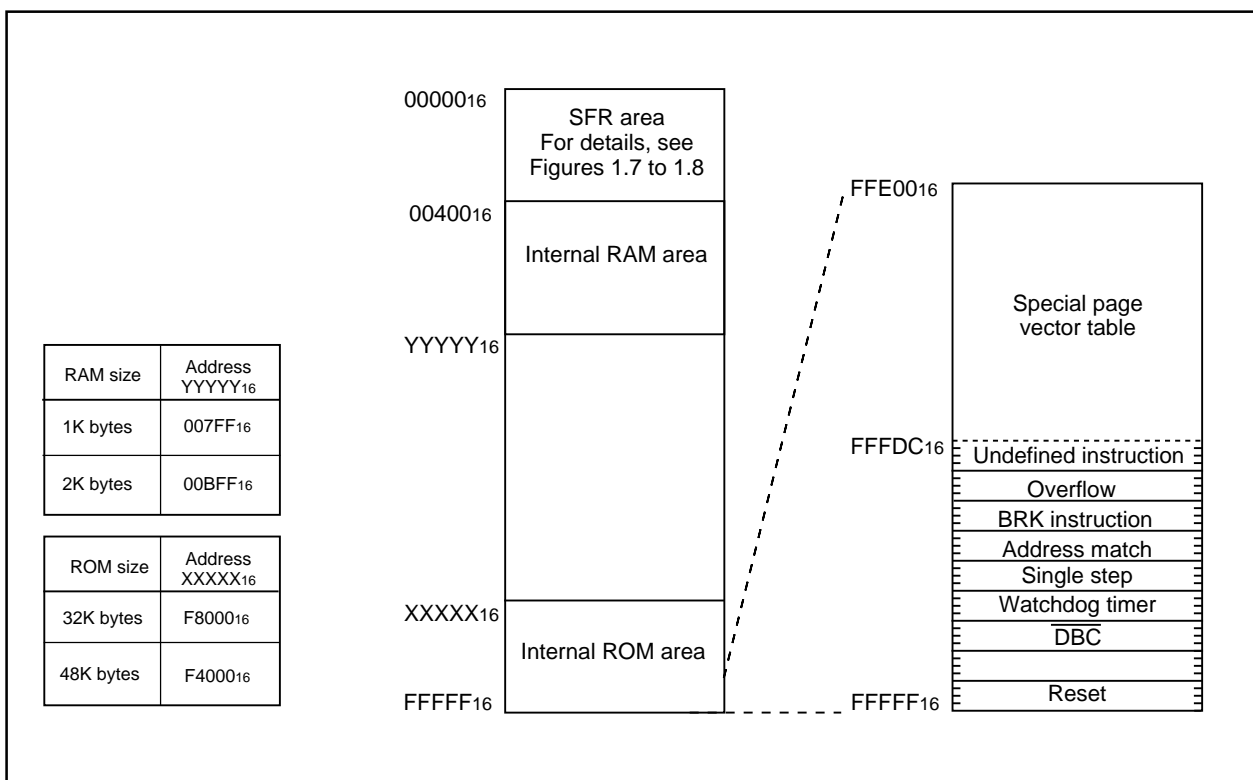 RAM size
Address
YYYYY16
1K bytes
007FF16
2K bytes
00BFF16
ROM size
Address
XXXXX16
32K bytes
F800016
48K bytes
F400016
0000016
SFR area
For details, see
Figures 1.7 to 1.8
0040016
Internal RAM area
YYYYY16
XXXXX16
Internal ROM area
FFFFF16
FFE0016
Special page
vector table
FFFDC16
Undefined instruction
Overflow
BRK instruction
Address match
Single step
Watchdog timer
DBC
Reset
FFFFF16